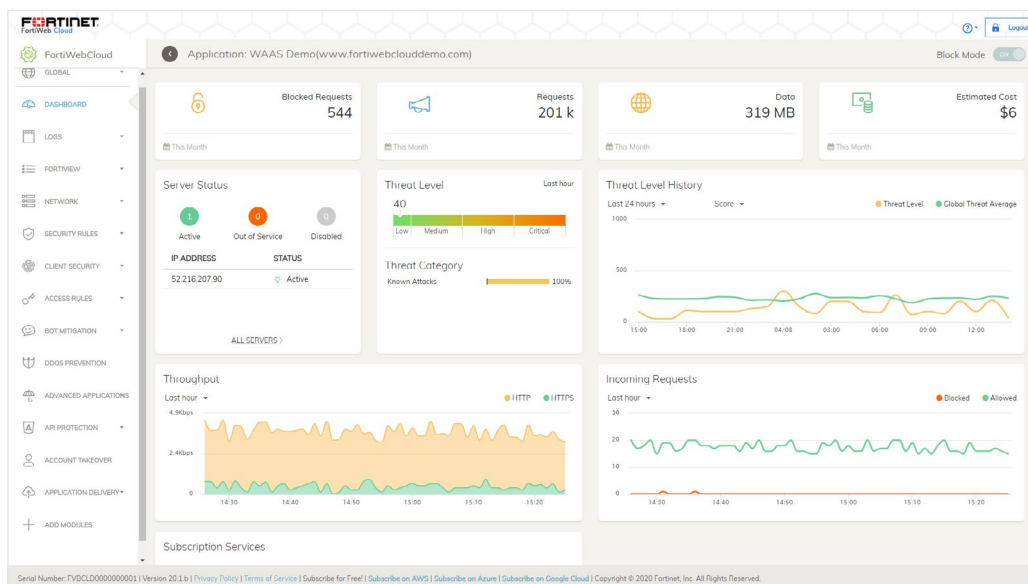 FORTINET
FortiWeb Cloud
Logout
FortiWebCloud
Application: WAAS Demo(www.fortiwebclouddemo.com)
Block Mode
ON
GLOBAL
DASHBOARD
LOGS
FORTIVIEW
NETWORK
SECURITY RULES
CLIENT SECURITY
ACCESS RULES
BOT MITIGATION
DDOS PREVENTION
ADVANCED APPLICATIONS
API PROTECTION
ACCOUNT TAKEOVER
APPLICATION DELIVERY
ADD MODULES
Blocked Requests
544
This Month
Requests
201 k
This Month
Data
319 MB
This Month
Estimated Cost
$6
This Month
Server Status
1
0
0
Active
Out of Service
Disabled
IP ADDRESS STATUS
52.216.207.90 Active
ALL SERVERS >
Threat Level
Last hour
40
Low Medium High Critical
Threat Category
Known Attacks 100%
Threat Level History
Last 24 hours Score Threat Level Global Threat Average
1000
500
0
15:00 18:00 21:00 04/08 03:00 06:00 09:00 12:00
Throughput
Last hour HTTP HTTPS
4.9Kbps
2.4Kbps
0
14:30 14:40 14:50 15:00 15:10 15:20
Incoming Requests
Last hour Blocked Allowed
30
20
10
0
14:30 14:40 14:50 15:00 15:10 15:20
Subscription Services
Serial Number: FVBCLD0000000001 | Version 20.1.b | Privacy Policy | Terms of Service | Subscribe for Free! | Subscribe on AWS | Subscribe on Azure | Subscribe on Google Cloud | Copyright © 2020 Fortinet, Inc. All Rights Reserved.